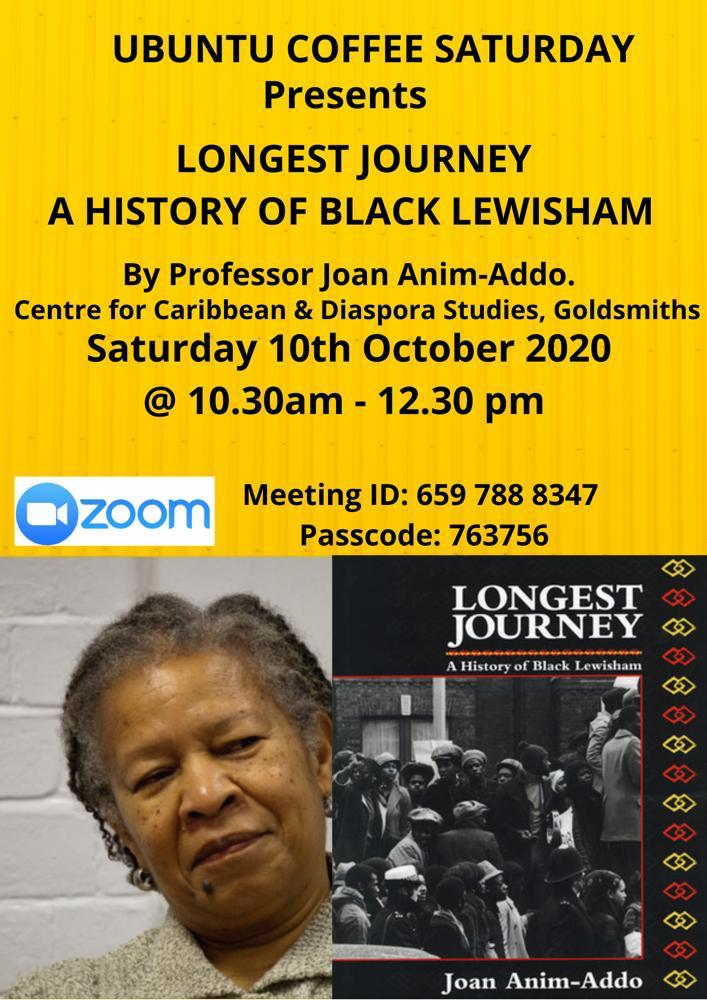 UBUNTU COFFEE SATURDAY
Presents
LONGEST JOURNEY
A HISTORY OF BLACK LEWISHAM
By Professor Joan Anim-Addo.
Centre for Caribbean & Diaspora Studies, Goldsmiths
Saturday 10th October 2020
@ 10.30am - 12.30 pm
zoom
Meeting ID: 659 788 8347
Passcode: 763756
LONGEST
JOURNEY
A History of Black Lewisham
Joan Anim-Addo